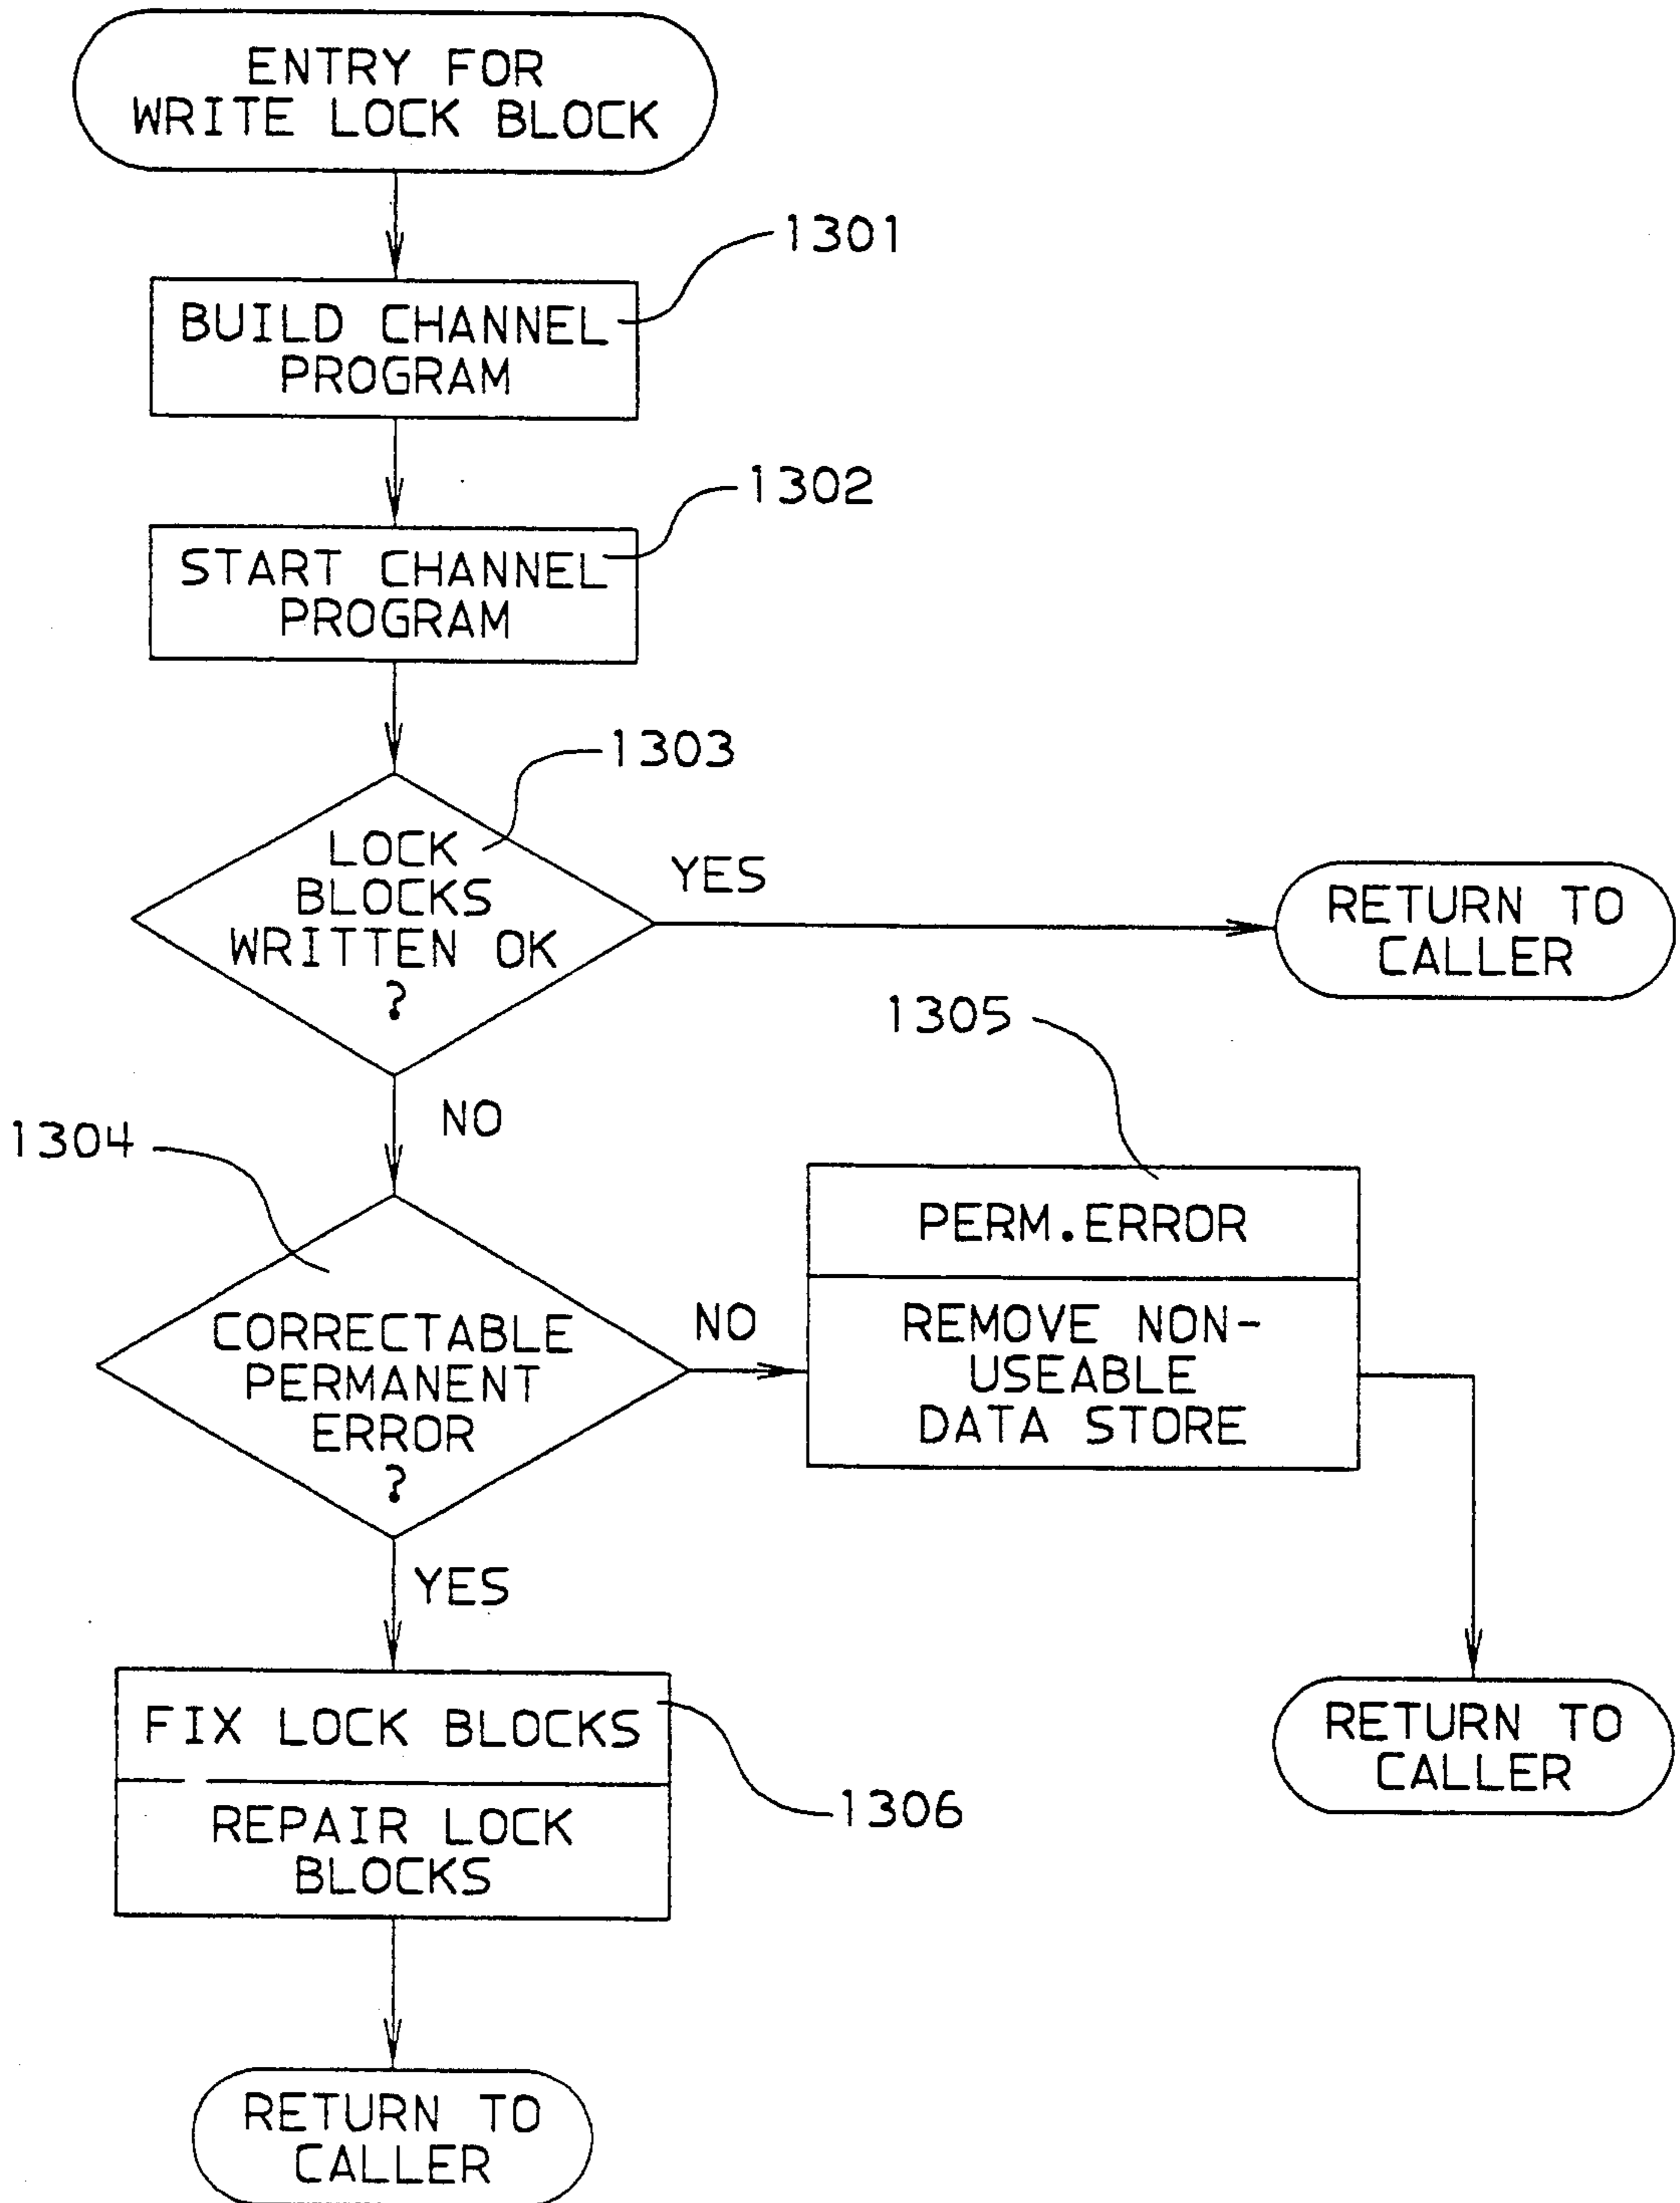 ENTRY FOR
WRITE LOCK BLOCK
1301
BUILD CHANNEL
PROGRAM
1302
START CHANNEL
PROGRAM
1303
LOCK
BLOCKS
WRITTEN OK
?
YES
RETURN TO
CALLER
NO
1304
CORRECTABLE
PERMANENT
ERROR
?
NO
1305
PERM.ERROR
REMOVE NON-
USEABLE
DATA STORE
RETURN TO
CALLER
YES
FIX LOCK BLOCKS
REPAIR LOCK
BLOCKS
1306
RETURN TO
CALLER